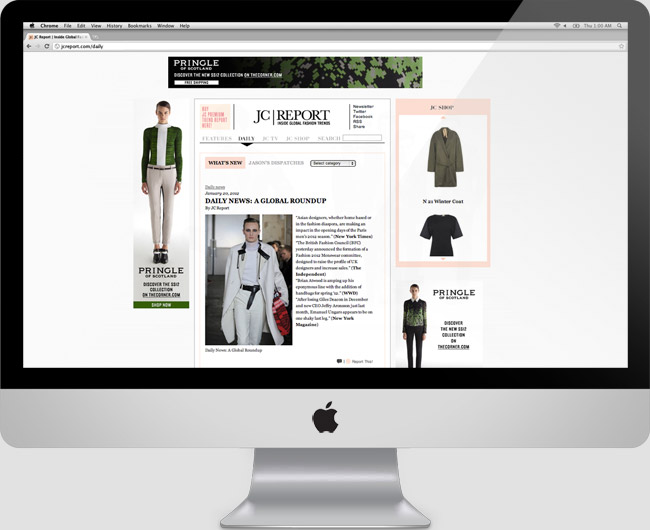 Chrome File Edit View History Bookmarks Window Help
Thu 1:00 AM
JC Report | Inside Global
jcreport.com/daily
PRINGLE
OF SCOTLAND
DISCOVER THE NEW SS12 COLLECTION ON THECORNER.COM
FREE SHIPPING
BUY
JC PREMIUM
TREND REPORT
HERE!
JC REPORT
INSIDE GLOBAL FASHION TRENDS
Newsletter
Twitter
Facebook
RSS
Share
FEATURES DAILY JC TV JC SHOP SEARCH
WHAT'S NEW JASON'S DISPATCHES Select category
Daily news
January 20, 2012
DAILY NEWS: A GLOBAL ROUNDUP
By JC Report
"Asian designers, whether home based or
in the fashion diaspora, are making an
impact in the opening days of the Paris
men's 2012 season." (New York Times)
"The British Fashion Council (BFC)
yesterday announced the formation of a
Fashion 2012 Menswear committee,
designed to raise the profile of UK
designers and increase sales." (The
Independent)
"Brian Atwood is amping up his
eponymous line with the addition of
handbags for spring '12." (WWD)
"After losing Giles Deacon in December
and now CEO Jeffry Aronsson just last
month, Emanuel Ungaro appears to be on
one shaky last leg." (New York
Magazine)
Daily News: A Global Roundup
Report That
PRINGLE
OF SCOTLAND
DISCOVER
THE NEW SS12
COLLECTION
ON
THECORNER.COM
SHOP NOW
JC SHOP
N 21 Winter Coat
PRINGLE
OF SCOTLAND
DISCOVER
THE NEW SS12
COLLECTION
ON
THECORNER.COM